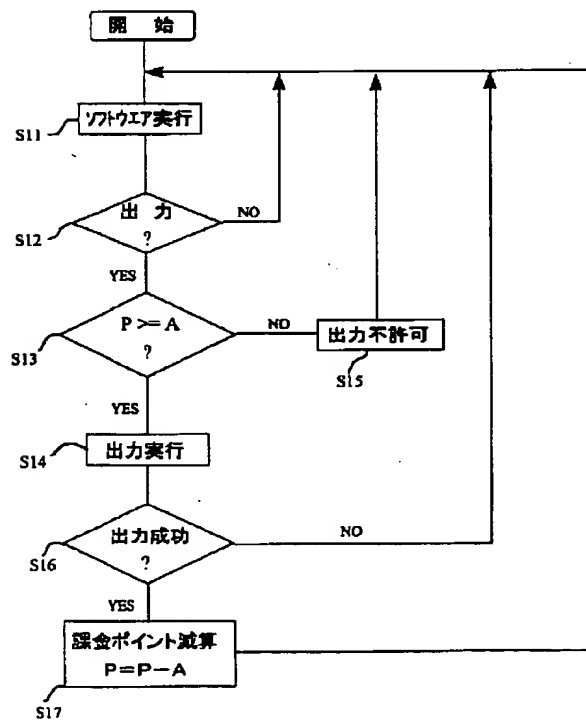 開 始
ソフトウエア実行
S11
出 力
?
NO
S12
YES
P >= A
?
NO
出力不許可
S13
S15
YES
出力実行
S14
出力成功
?
NO
S16
YES
課金ポイント減算
P=P-A
S17